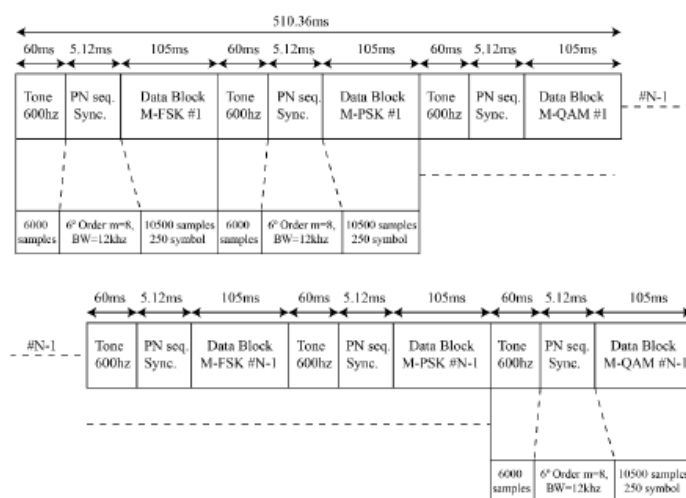 510.36ms
60ms 5.12ms 105ms 60ms 5.12ms 105ms 60ms 5.12ms 105ms
Tone PN seq. Data Block Tone PN seq. Data Block Tone PN seq. Data Block #N-1
600hz Sync. M-FSK #1 600hz Sync. M-PSK #1 600hz Sync. M-QAM #1
6000 6º Order m=8, 10500 samples 6000 6º Order m=8, 10500 samples
samples BW=12khz 250 symbol samples BW=12khz 250 symbol
60ms 5.12ms 105ms 60ms 5.12ms 105ms 60ms 5.12ms 105ms
#N-1 Tone PN seq. Data Block Tone PN seq. Data Block Tone PN seq. Data Block
600hz Sync. M-FSK #N-1 600hz Sync. M-PSK #N-1 600hz Sync. M-QAM #N-1
6000 6º Order m=8, 10500 samples
samples BW=12khz 250 symbol